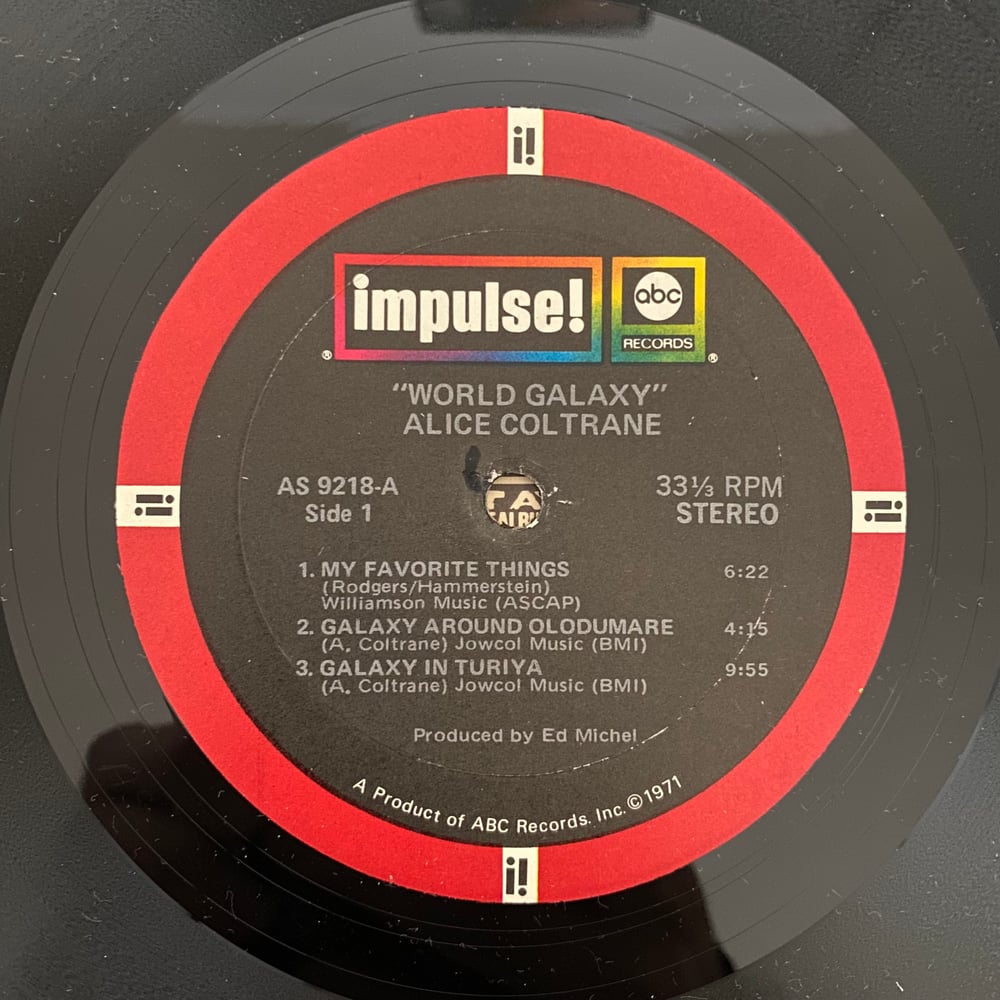 i!
impulse!
abc
RECORDS
®
®
"WORLD GALAXY"
ALICE COLTRANE
AS 9218-A
Side 1
33⅓ RPM
STEREO
i!
i!
1. MY FAVORITE THINGS 6:22
(Rodgers/Hammerstein)
Williamson Music (ASCAP)
2. GALAXY AROUND OLODUMARE 4:15
(A. Coltrane) Jowcol Music (BMI)
3. GALAXY IN TURIYA 9:55
(A. Coltrane) Jowcol Music (BMI)
Produced by Ed Michel
A Product of ABC Records. Inc. © 1971
i!